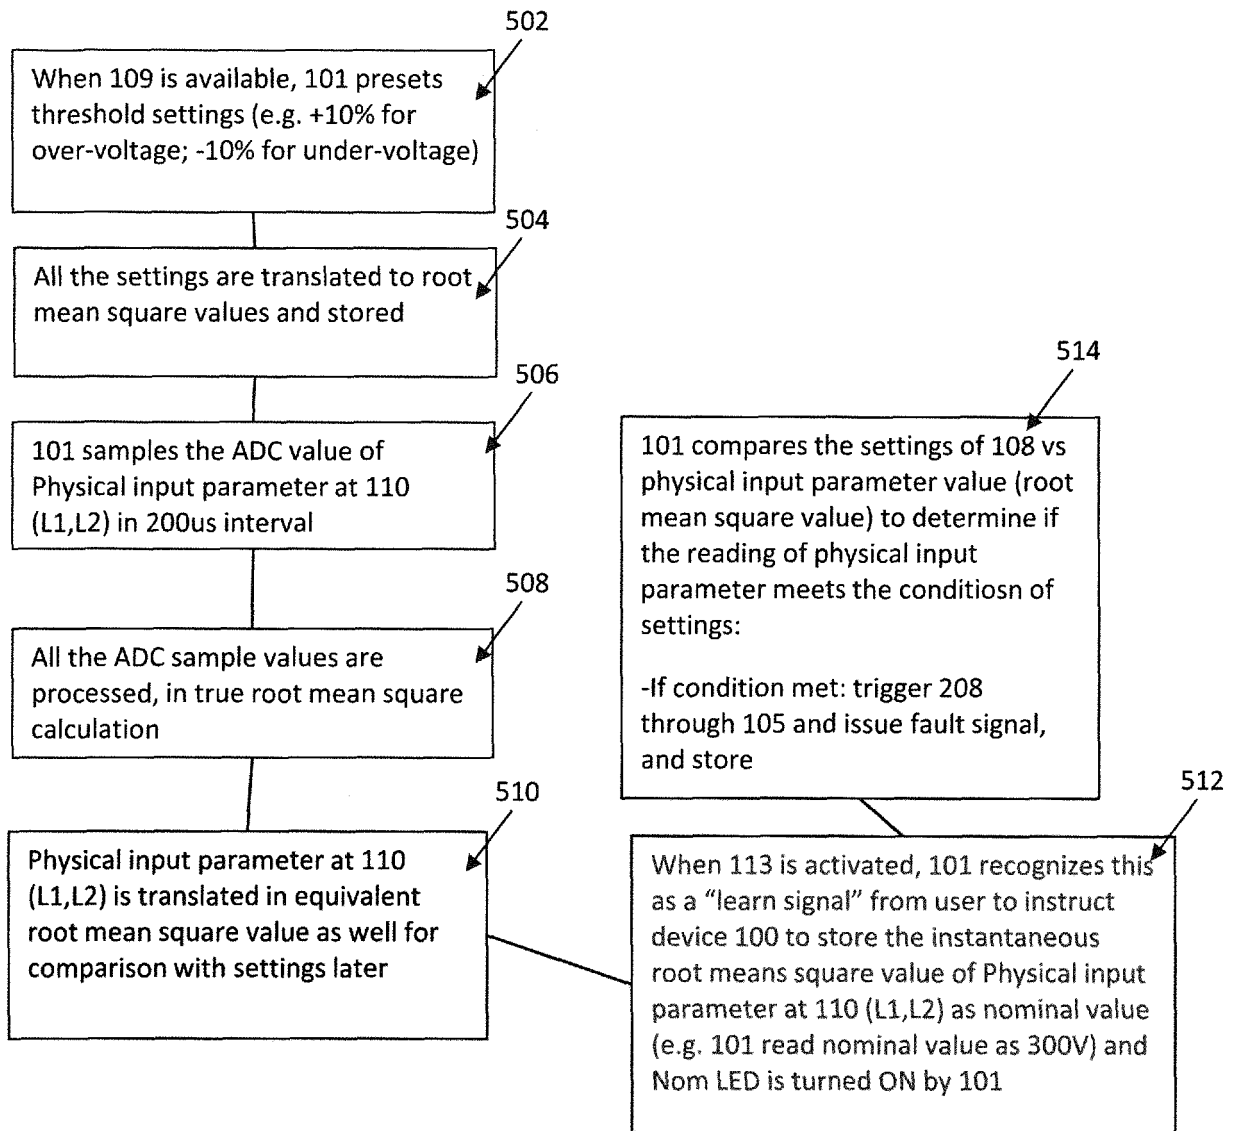 502
When 109 is available, 101 presets
threshold settings (e.g. +10% for
over-voltage; -10% for under-voltage)
504
All the settings are translated to root
mean square values and stored
506
101 samples the ADC value of
Physical input parameter at 110
(L1,L2) in 200us interval
508
All the ADC sample values are
processed, in true root mean square
calculation
510
Physical input parameter at 110
(L1,L2) is translated in equivalent
root mean square value as well for
comparison with settings later
512
When 113 is activated, 101 recognizes this
as a “learn signal” from user to instruct
device 100 to store the instantaneous
root means square value of Physical input
parameter at 110 (L1,L2) as nominal value
(e.g. 101 read nominal value as 300V) and
Nom LED is turned ON by 101
514
101 compares the settings of 108 vs
physical input parameter value (root
mean square value) to determine if
the reading of physical input
parameter meets the conditiosn of
settings:
-If condition met: trigger 208
through 105 and issue fault signal,
and store